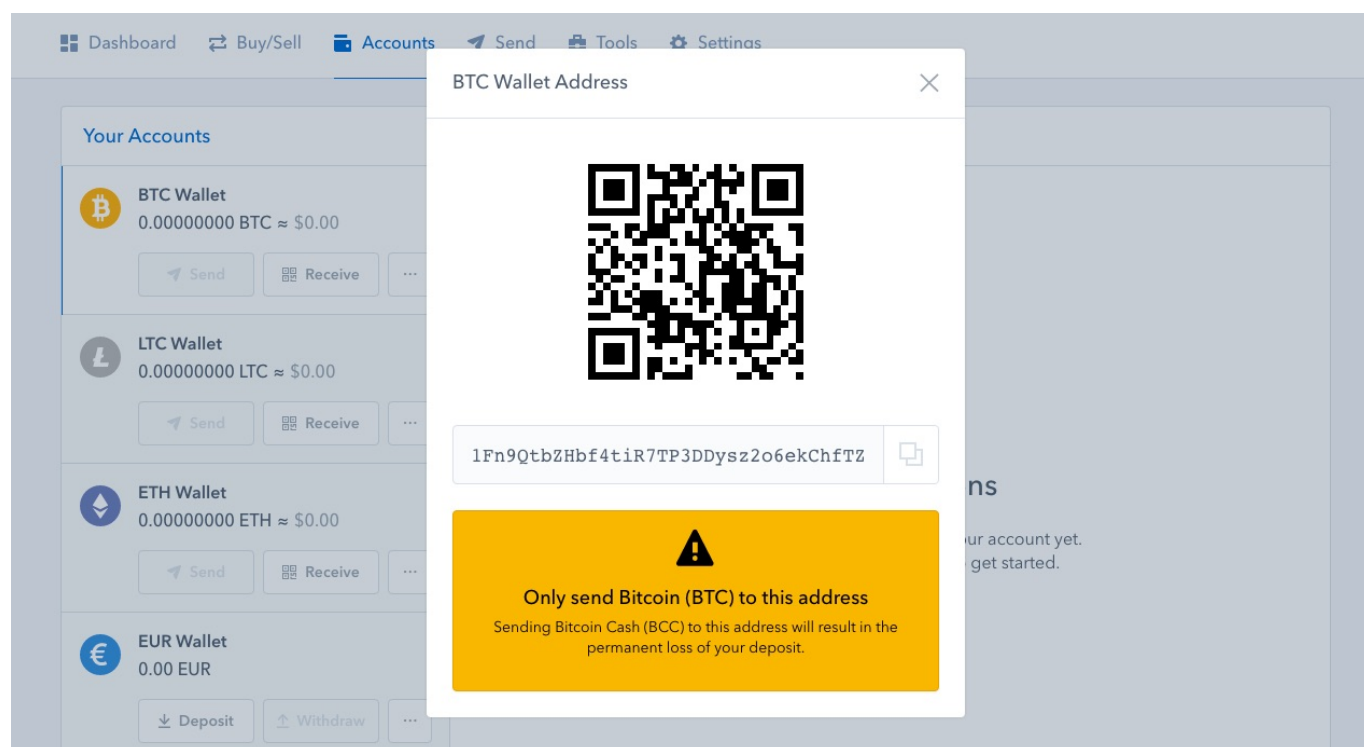 Dashboard Buy/Sell Accounts Send Tools Settings
BTC Wallet Address
Your Accounts
BTC Wallet
0.00000000 BTC ≈ $0.00
Send Receive ...
LTC Wallet
0.00000000 LTC ≈ $0.00
Send Receive ...
ETH Wallet
0.00000000 ETH ≈ $0.00
Send Receive ...
EUR Wallet
0.00 EUR
Deposit Withdraw ...
1Fn9QtbZHbf4tiR7TP3DDysz2o6ekChfTZ
Only send Bitcoin (BTC) to this address
Sending Bitcoin Cash (BCC) to this address will result in the
permanent loss of your deposit.
ns
ur account yet.
get started.